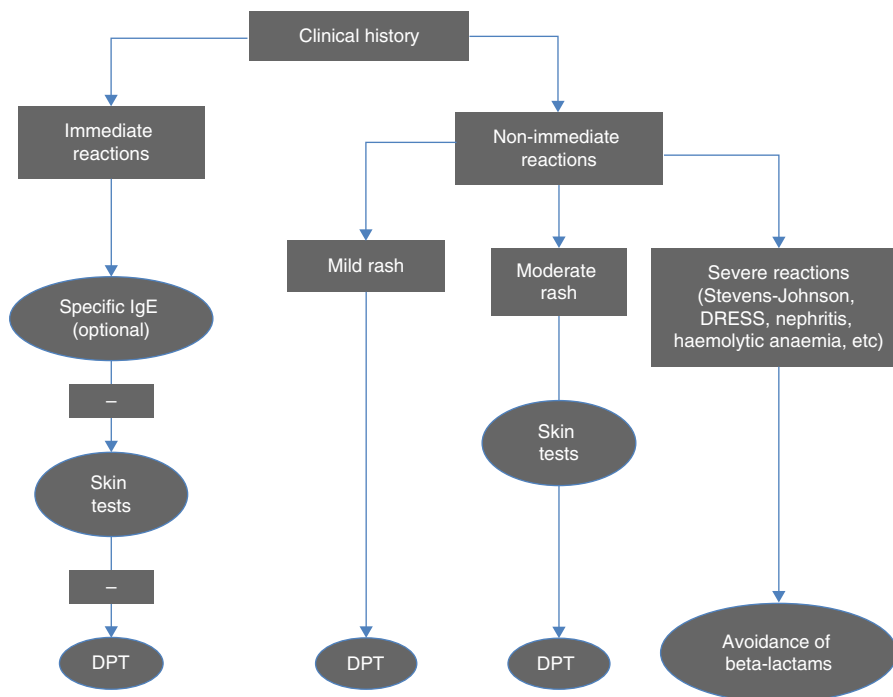 Clinical history
Immediate
reactions
Non-immediate
reactions
Mild rash
Moderate
rash
Severe reactions
(Stevens-Johnson,
DRESS, nephritis,
haemolytic anaemia, etc)
Specific IgE
(optional)
–
Skin
tests
Skin
tests
–
DPT
DPT
DPT
Avoidance of
beta-lactams